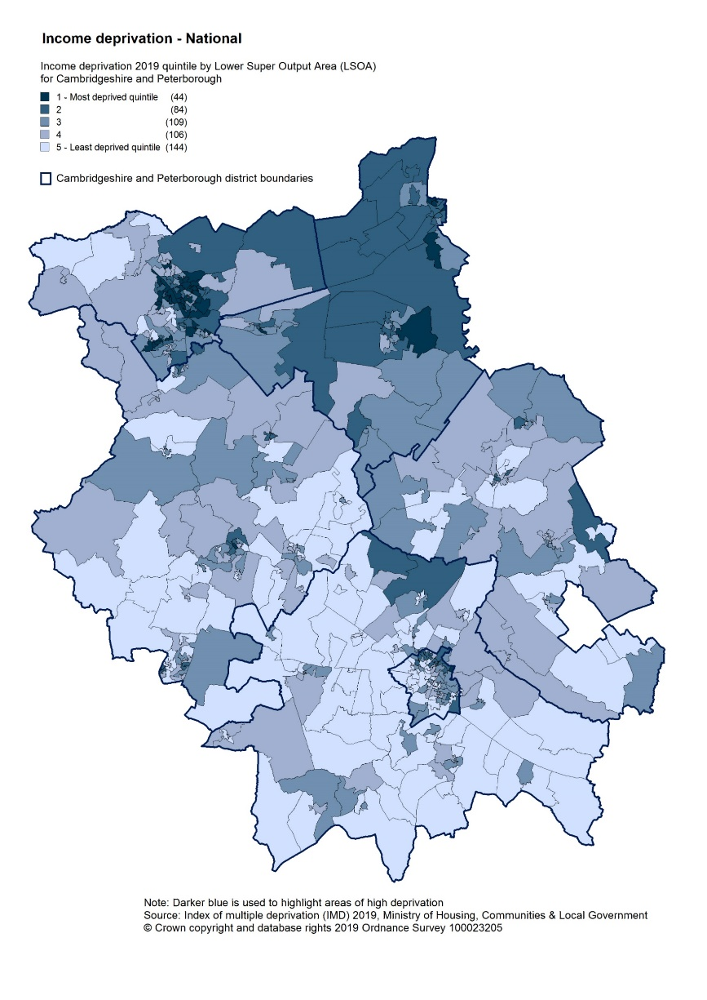 Income deprivation - National
Income deprivation 2019 quintile by Lower Super Output Area (LSOA)
for Cambridgeshire and Peterborough
1 - Most deprived quintile (44)
2 (84)
3 (109)
4 (106)
5 - Least deprived quintile (144)
Cambridgeshire and Peterborough district boundaries
Note: Darker blue is used to highlight areas of high deprivation
Source: Index of multiple deprivation (IMD) 2019, Ministry of Housing, Communities & Local Government
© Crown copyright and database rights 2019 Ordnance Survey 100023205